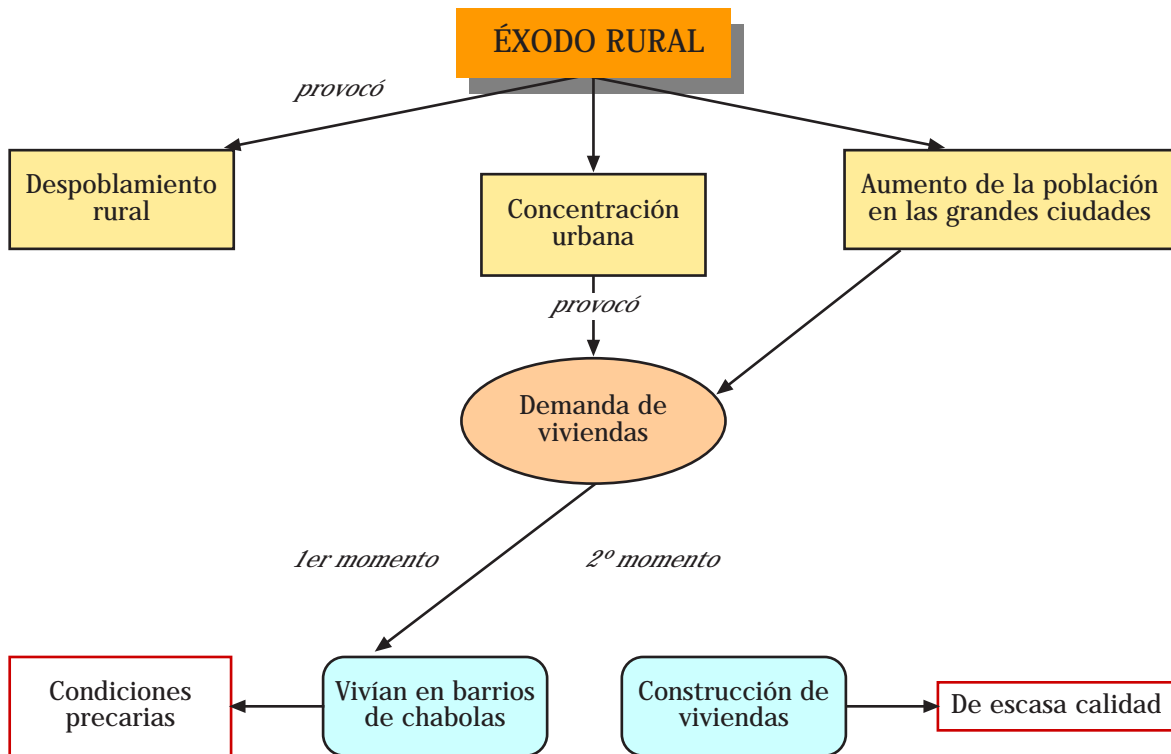 ÉXODO RURAL
provocó
Despoblamiento
rural
Concentración
urbana
Aumento de la población
en las grandes ciudades
provocó
Demanda de
viviendas
1er momento
2º momento
Condiciones
precarias
Vivían en barrios
de chabolas
Construcción de
viviendas
De escasa calidad